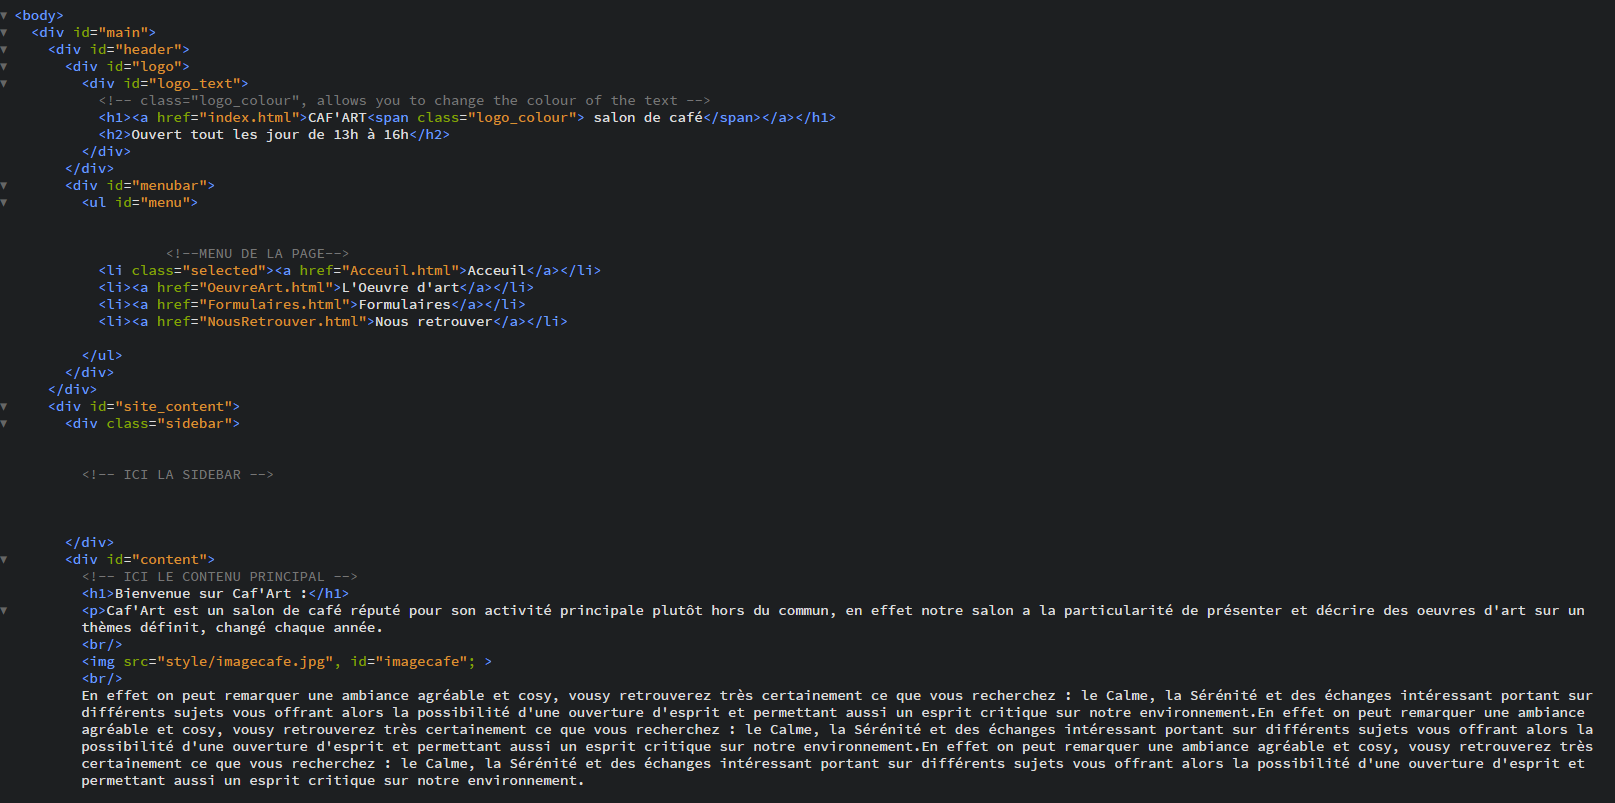 <body>
<div id="main">
<div id="header">
<div id="logo">
<div id="logo_text">
<!-- class="logo_colour", allows you to change the colour of the text -->
<h1><a href="index.html">CAF'ART<span class="logo_colour"> salon de café</span></a></h1>
<h2>Ouvert tout les jour de 13h à 16h</h2>
</div>
</div>
<div id="menubar">
<ul id="menu">
<!--MENU DE LA PAGE-->
<li class="selected"><a href="Acceuil.html">Acceuil</a></li>
<li><a href="OeuvreArt.html">L'Oeuvre d'art</a></li>
<li><a href="Formulaires.html">Formulaires</a></li>
<li><a href="NousRetrouver.html">Nous retrouver</a></li>
</ul>
</div>
</div>
<div id="site_content">
<div class="sidebar">
<!-- ICI LA SIDEBAR -->
</div>
<div id="content">
<!-- ICI LE CONTENU PRINCIPAL -->
<h1>Bienvenue sur Caf'Art :</h1>
<p>Caf'Art est un salon de café réputé pour son activité principale plutôt hors du commun, en effet notre salon a la particularité de présenter et décrire des oeuvres d'art sur un
thèmes définit, changé chaque année.
<br/>
<img src="style/imagecafe.jpg", id="imagecafe"; >
<br/>
En effet on peut remarquer une ambiance agréable et cosy, vousy retrouverez très certainement ce que vous recherchez : le Calme, la Sérénité et des échanges intéressant portant sur
différents sujets vous offrant alors la possibilité d'une ouverture d'esprit et permettant aussi un esprit critique sur notre environnement.En effet on peut remarquer une ambiance
agréable et cosy, vousy retrouverez très certainement ce que vous recherchez : le Calme, la Sérénité et des échanges intéressant portant sur différents sujets vous offrant alors la
possibilité d'une ouverture d'esprit et permettant aussi un esprit critique sur notre environnement.En effet on peut remarquer une ambiance agréable et cosy, vousy retrouverez très
certainement ce que vous recherchez : le Calme, la Sérénité et des échanges intéressant portant sur différents sujets vous offrant alors la possibilité d'une ouverture d'esprit et
permettant aussi un esprit critique sur notre environnement.